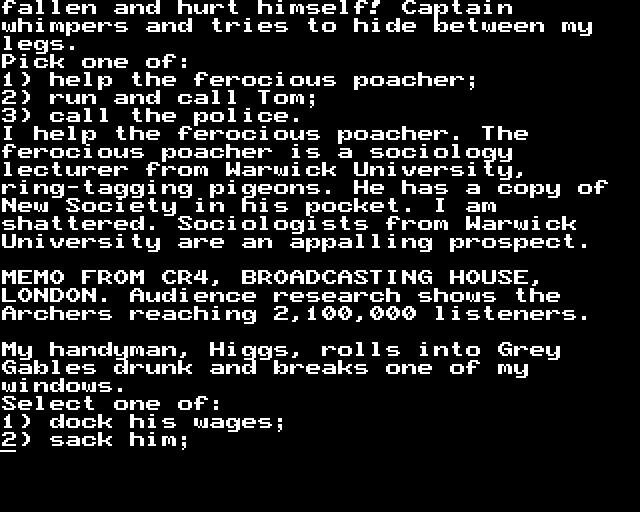 fallen and hurt himself! Captain
whimpers and tries to hide between my
legs.
Pick one of:
1) help the ferocious poacher;
2) run and call Tom;
3) call the police.
I help the ferocious poacher. The
ferocious poacher is a sociology
lecturer from Warwick University,
ring-tagging pigeons. He has a copy of
New Society in his pocket. I am
shattered. Sociologists from Warwick
University are an appalling prospect.
MEMO FROM CR4, BROADCASTING HOUSE,
LONDON. Audience research shows the
Archers reaching 2,100,000 listeners.
My handyman, Higgs, rolls into Grey
Gables drunk and breaks one of my
windows.
Select one of:
1) dock his wages;
2) sack him;